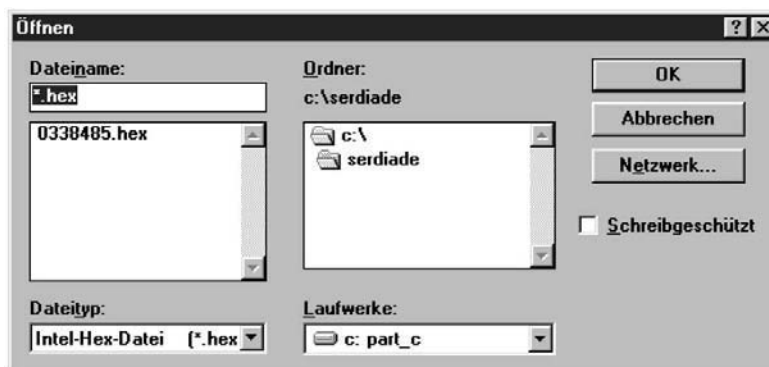 Öffnen
Dateiname:
*.hex
0338485.hex
Ordner:
c:\serdiade
c:\
serdiade
OK
Abbrechen
Netzwerk...
Schreibgeschützt
Dateityp:
Intel-Hex-Datei (*.hex
Laufwerke:
c: part_c